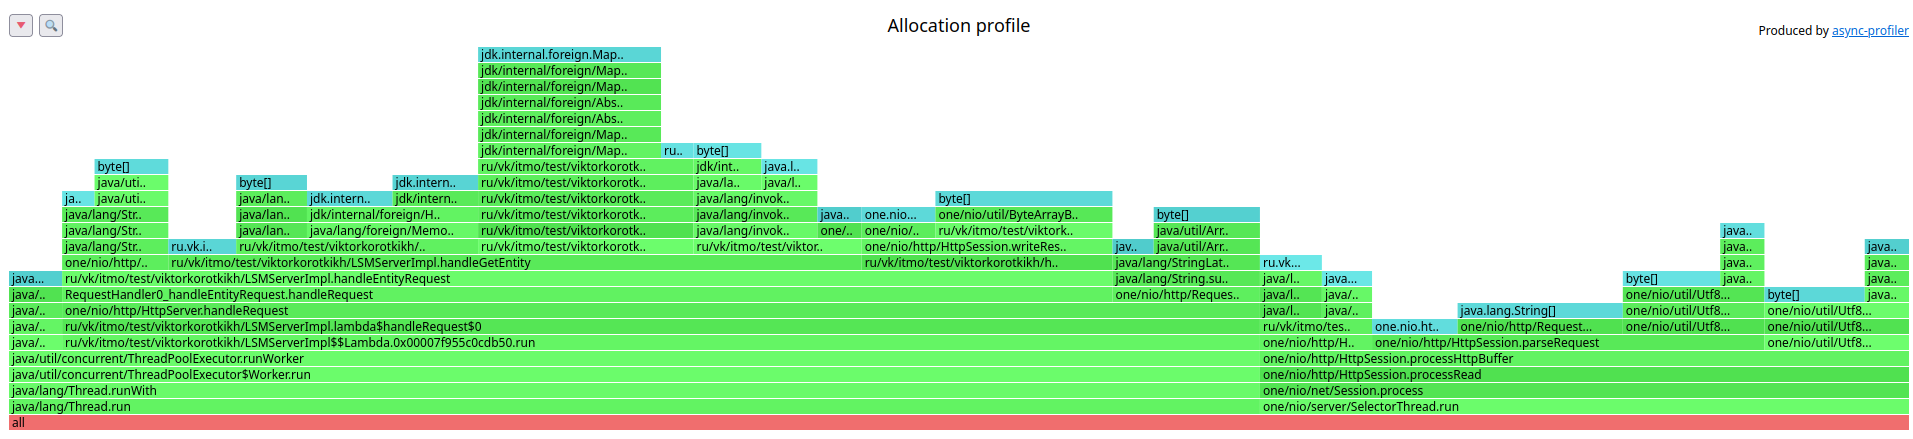 Allocation profile
Produced by async-profiler
jdk.internal.foreign.Map..
jdk/internal/foreign/Map..
jdk/internal/foreign/Map..
jdk/internal/foreign/Abs..
jdk/internal/foreign/Abs..
jdk/internal/foreign/Map..
jdk/internal/foreign/Map.. ru.. byte[]
byte[] ru/vk/itmo/test/viktorkorotk.. jdk/int.. java.l..
java/uti.. byte[] jdk.intern.. ru/vk/itmo/test/viktorkorotk.. java/la.. java/l..
ja.. java/uti.. java/lan.. jdk.intern.. jdk/intern.. ru/vk/itmo/test/viktorkorotk.. java/lang/invok.. byte[]
java/lang/Str.. java/lan.. jdk/internal/foreign/H.. ru/vk/itmo/test/viktorkorotk.. java/lang/invok.. java.. one.nio... one/nio/util/ByteArrayB.. byte[]
java/lang/Str.. java/lan.. java/lang/foreign/Memo.. ru/vk/itmo/test/viktorkorotk.. java/lang/invok.. one/.. one/nio/.. ru/vk/itmo/test/viktork.. java/util/Arr.. java..
java/lang/Str.. ru.vk.i.. ru/vk/itmo/test/viktorkorotkikh/.. ru/vk/itmo/test/viktorkorotk.. ru/vk/itmo/test/viktor.. one/nio/http/HttpSession.writeRes.. jav.. java/util/Arr.. java.. java..
one/nio/http/.. ru/vk/itmo/test/viktorkorotkikh/LSMServerImpl.handleGetEntity ru/vk/itmo/test/viktorkorotkikh/h.. java/lang/StringLat.. ru.vk... java.. java..
java... ru/vk/itmo/test/viktorkorotkikh/LSMServerImpl.handleEntityRequest java/lang/String.su.. java/l.. java... byte[] java.. java..
java/.. RequestHandler0_handleEntityRequest.handleRequest one/nio/http/Reques.. java/l.. java/.. one/nio/util/Utf8... byte[] java..
java/.. one/nio/http/HttpServer.handleRequest java/l.. java/.. java.lang.String[] one/nio/util/Utf8... one/nio/util/Utf8...
java/.. ru/vk/itmo/test/viktorkorotkikh/LSMServerImpl.lambda$handleRequest$0 ru/vk/itmo/tes.. one.nio.ht.. one/nio/http/Request... one/nio/util/Utf8... one/nio/util/Utf8...
java/.. ru/vk/itmo/test/viktorkorotkikh/LSMServerImpl$$Lambda.0x00007f955c0cdb50.run one/nio/http/H.. one/nio/http/HttpSession.parseRequest one/nio/util/Utf8...
java/util/concurrent/ThreadPoolExecutor.runWorker one/nio/http/HttpSession.processHttpBuffer
java/util/concurrent/ThreadPoolExecutor$Worker.run one/nio/http/HttpSession.processRead
java/lang/Thread.runWith one/nio/net/Session.process
java/lang/Thread.run one/nio/server/SelectorThread.run
all